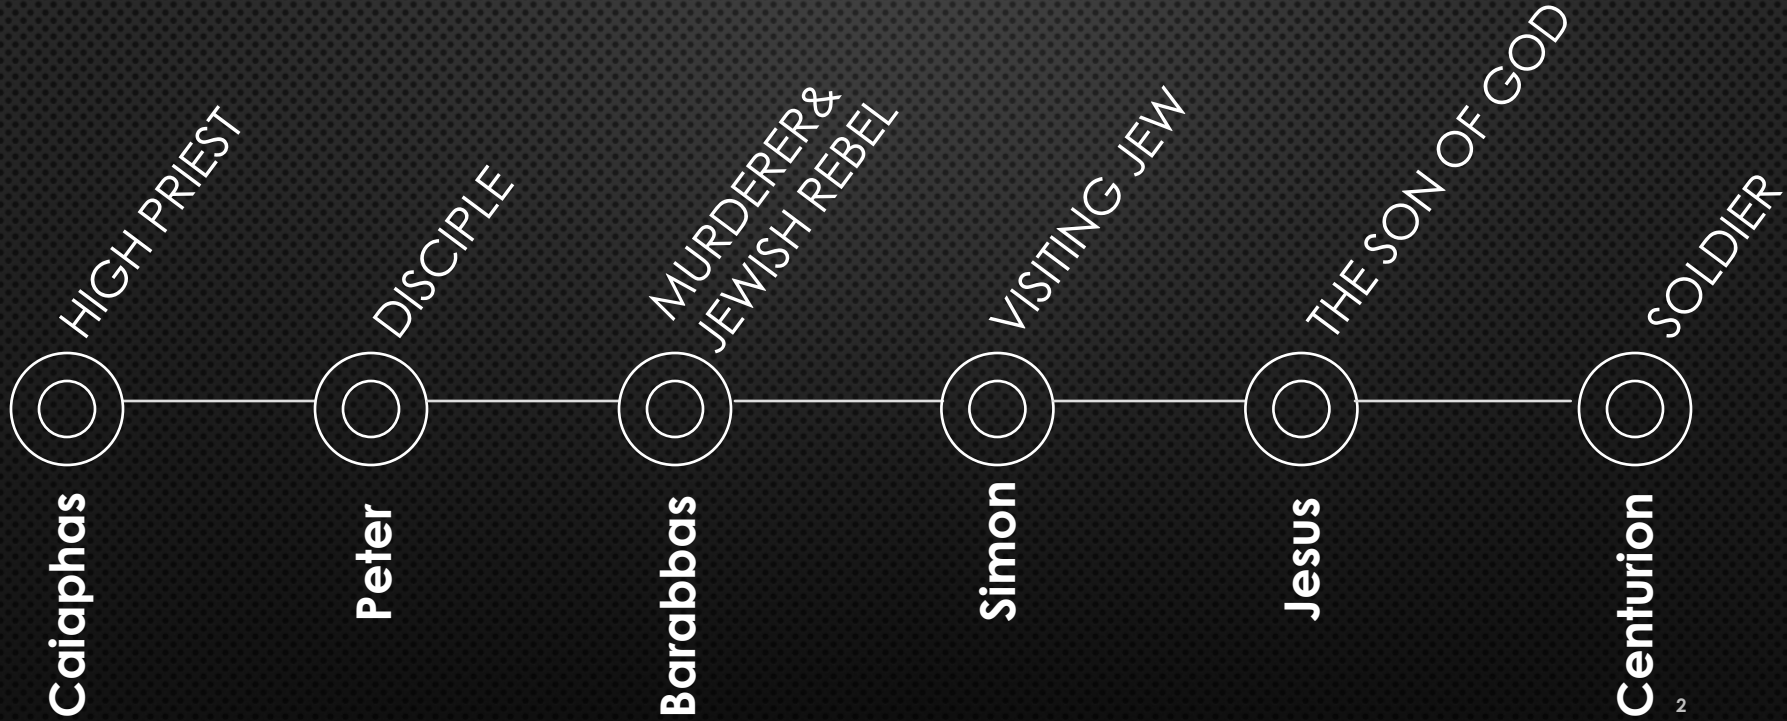 HIGH PRIEST
DISCIPLE
MURDERER&
JEWISH REBEL
VISITING JEW
THE SON OF GOD
SOLDIER
Caiaphas
Peter
Barabbas
Simon
Jesus
Centurion
2